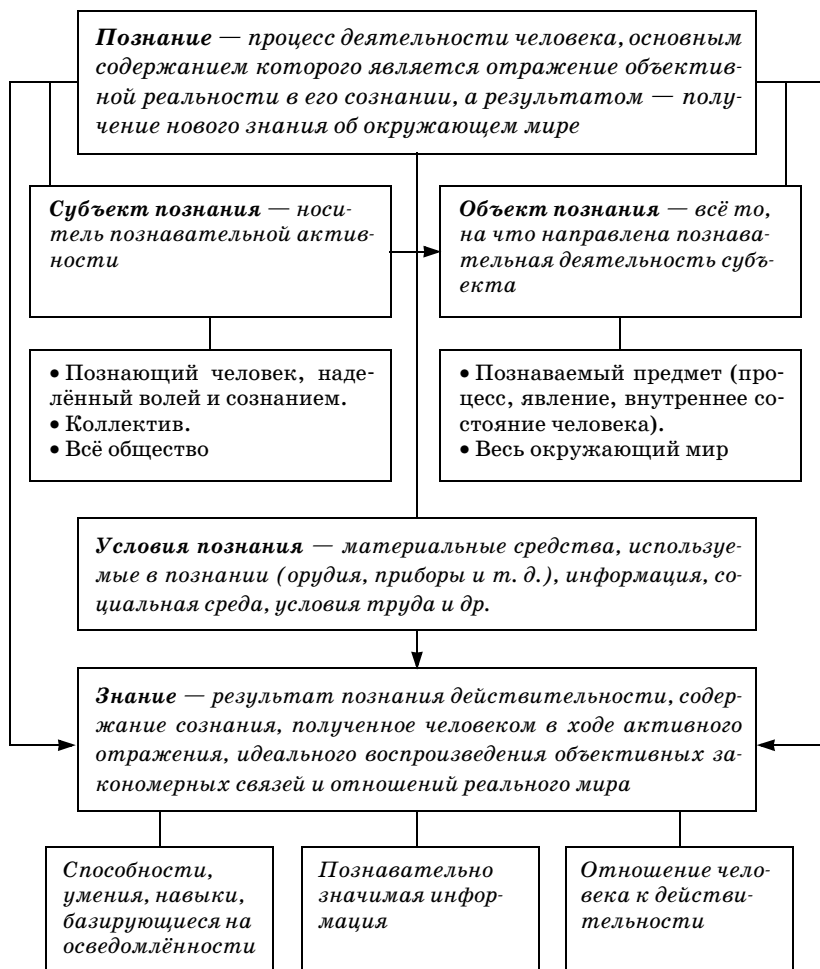 Познание — процесс деятельности человека, основным
содержанием которого является отражение объектив-
ной реальности в его сознании, а результатом — полу-
чение нового знания об окружающем мире
Субъект познания — носи-
тель познавательной актив-
ности
Объект познания — всё то,
на что направлена познава-
тельная деятельность субъ-
екта
• Познающий человек, наде-
лённый волей и сознанием.
• Коллектив.
• Всё общество
• Познаваемый предмет (про-
цесс, явление, внутреннее со-
стояние человека).
• Весь окружающий мир
Условия познания — материальные средства, используе-
мые в познании (орудия, приборы и т. д.), информация, со-
циальная среда, условия труда и др.
Знание — результат познания действительности, содер-
жание сознания, полученное человеком в ходе активного
отражения, идеального воспроизведения объективных за-
кономерных связей и отношений реального мира
Способности,
умения, навыки,
базирующиеся на
осведомлённости
Познавательно
значимая инфор-
мация
Отношение чело-
века к действи-
тельности